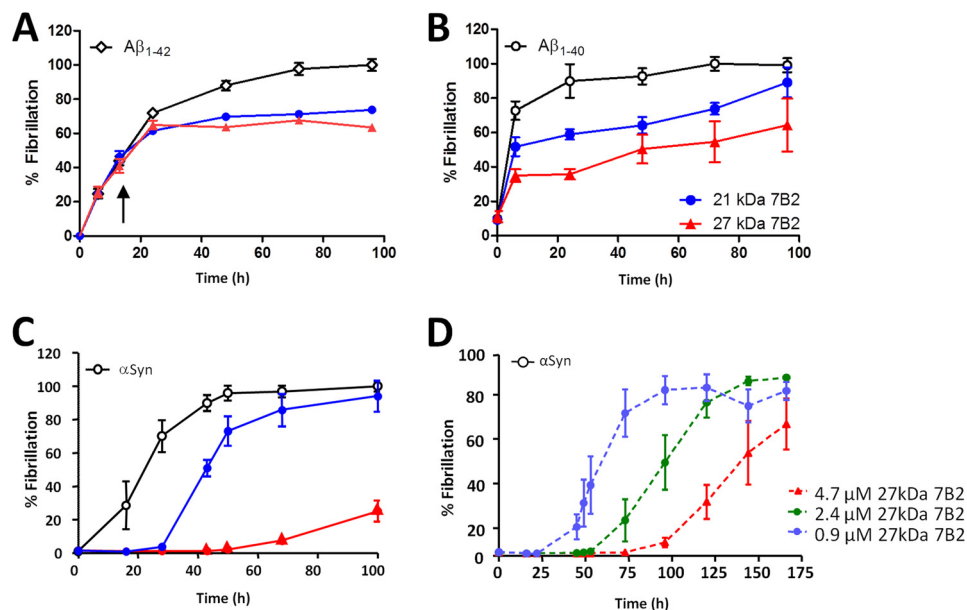 A
Aβ1-42
% Fibrillation
120
100
80
60
40
20
0
0 20 40 60 80 100
Time (h)
B
Aβ1-40
% Fibrillation
120
100
80
60
40
20
0
21 kDa 7B2
27 kDa 7B2
0 20 40 60 80 100
Time (h)
C
αSyn
% Fibrillation
120
100
80
60
40
20
0
0 20 40 60 80 100
Time (h)
D
αSyn
% Fibrillation
100
80
60
40
20
0
0 25 50 75 100 125 150 175
Time (h)
4.7 µM 27kDa 7B2
2.4 µM 27kDa 7B2
0.9 µM 27kDa 7B2